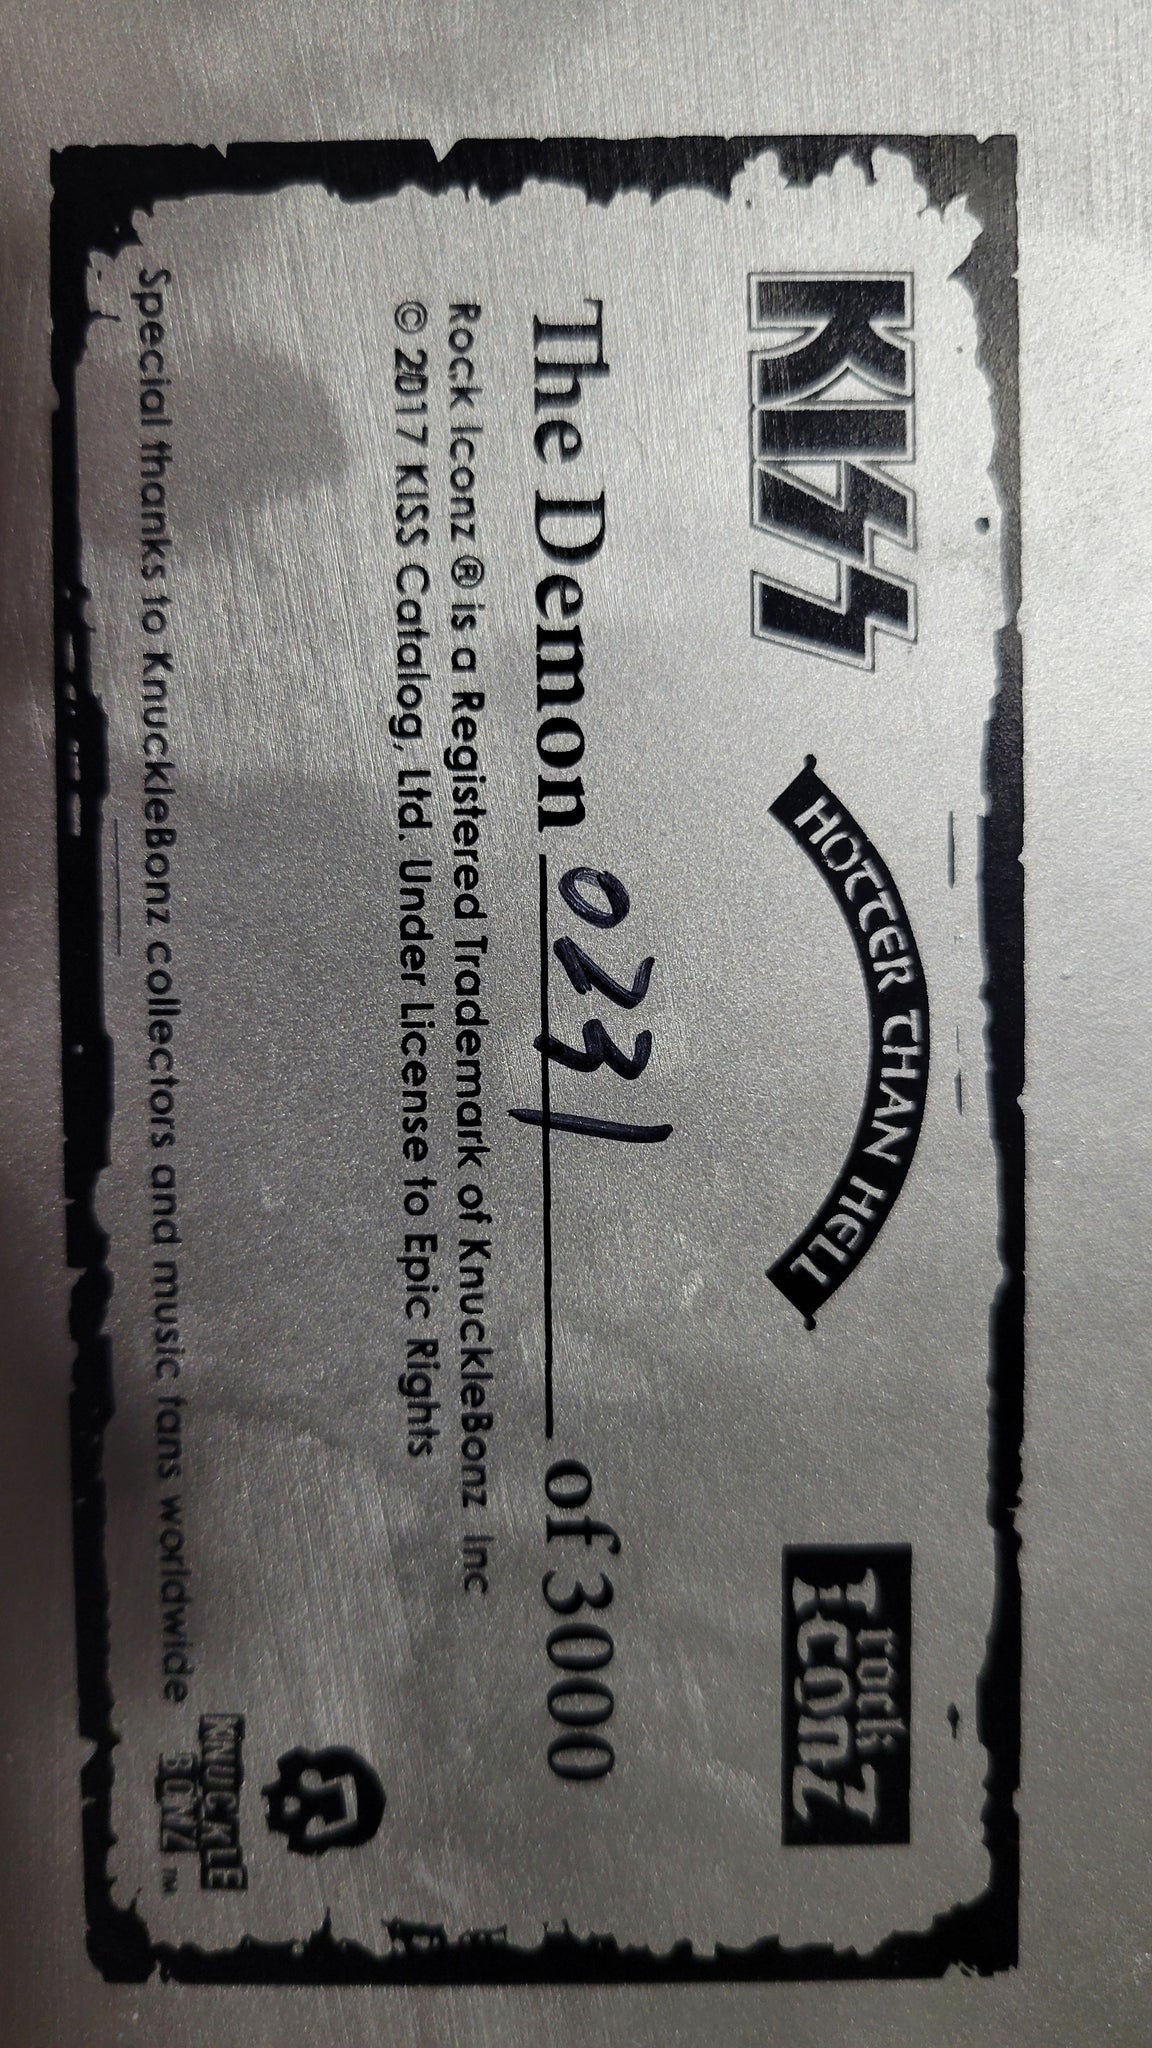 KISS
HOTTER THAN HELL
rock Iconz
The Demon 0231 of 3000
Rock Iconz ® is a Registered Trademark of KnuckleBonz Inc
© 2017 KISS Catalog, Ltd. Under License to Epic Rights
Special thanks to KnuckleBonz collectors and music fans worldwide
KNUCKLE
BONZ ™